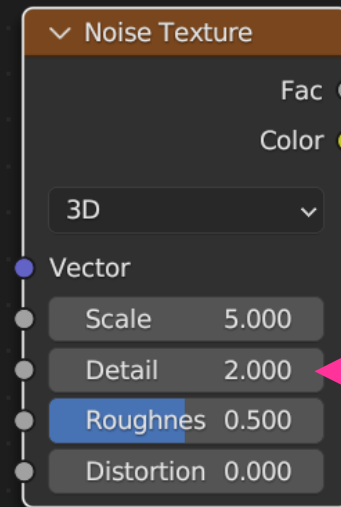 Noise Texture
Fac
Color
3D
Vector
Scale 5.000
Detail 2.000
Roughnes 0.500
Distortion 0.000